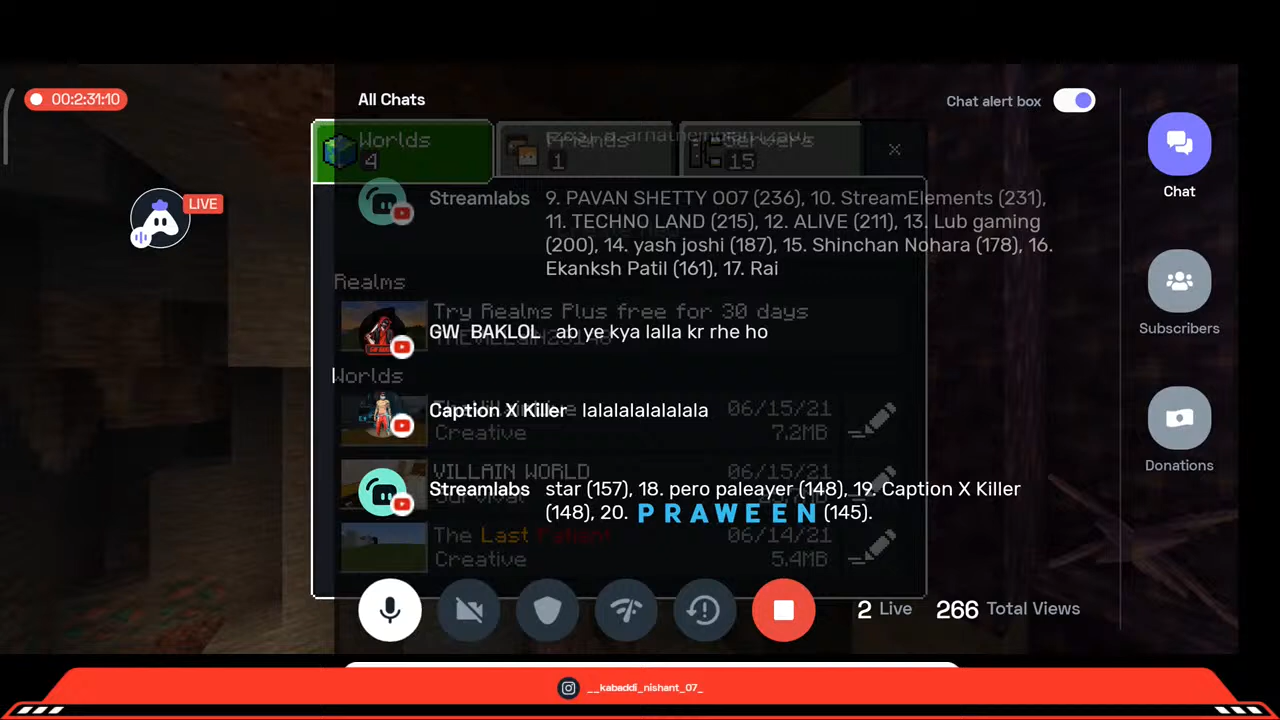 00:2:31:10
All Chats
Chat alert box
Worlds
4
Friends
1
Servers
15
Chat
LIVE
Streamlabs 9. PAVAN SHETTY 007 (236), 10. StreamElements (231),
11. TECHNO LAND (215), 12. ALIVE (211), 13. Lub gaming
(200), 14. yash joshi (187), 15. Shinchan Nohara (178), 16.
Ekanksh Patil (161), 17. Rai
Realms
Try Realms Plus free for 30 days
GW BAKLOL ab ye kya lalla kr rhe ho
Subscribers
Worlds
Caption X Killer lalalalalalalala
06/15/21
Creative 7.2MB
VILLAIN WORLD 06/15/21
Donations
Streamlabs star (157), 18. pero paleayer (148), 19. Caption X Killer
(148), 20. PRAWEEN (145).
The Last Patient 06/14/21
Creative 5.4MB
2 Live 266 Total Views
__kabaddi_nishant_07_